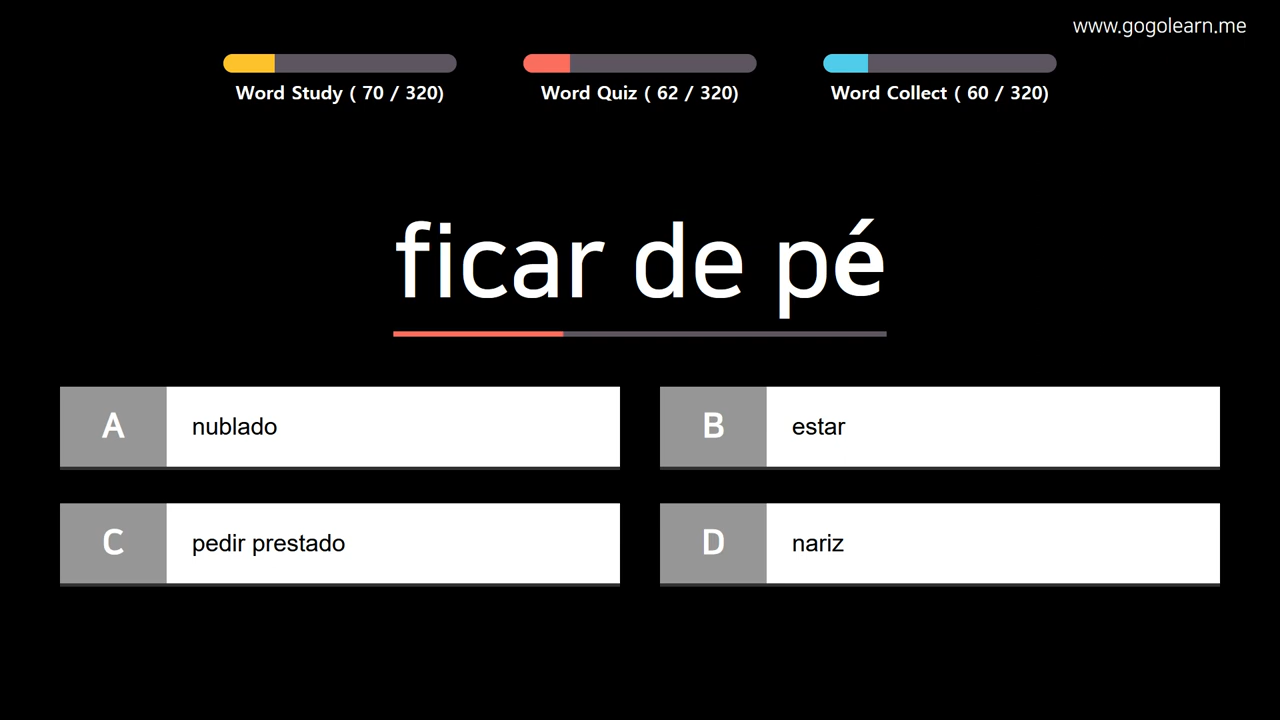 www.gogolearn.me
Word Study ( 70 / 320)
Word Quiz ( 62 / 320)
Word Collect ( 60 / 320)
ficar de pé
A nublado
B estar
C pedir prestado
D nariz